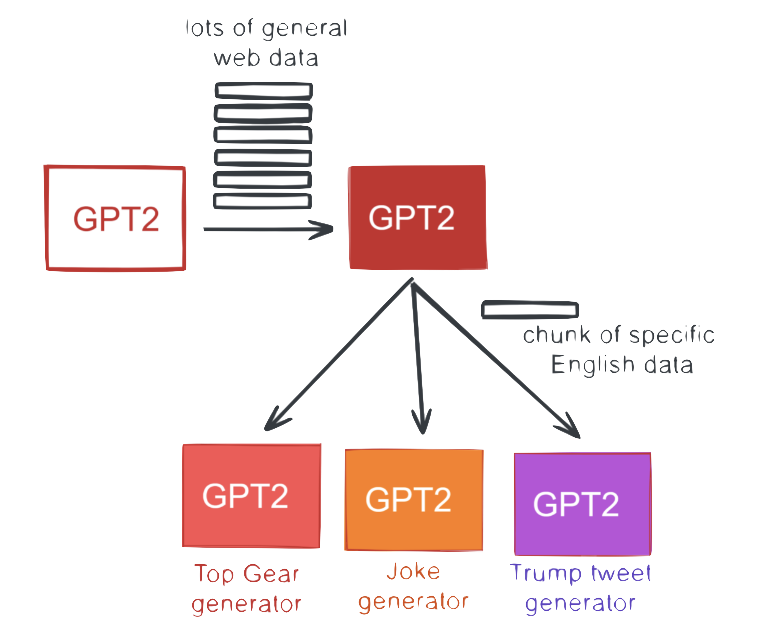 lots of general
web data
GPT2
GPT2
chunk of specific
English data
GPT2
GPT2
GPT2
Top Gear
generator
Joke
generator
Trump tweet
generator